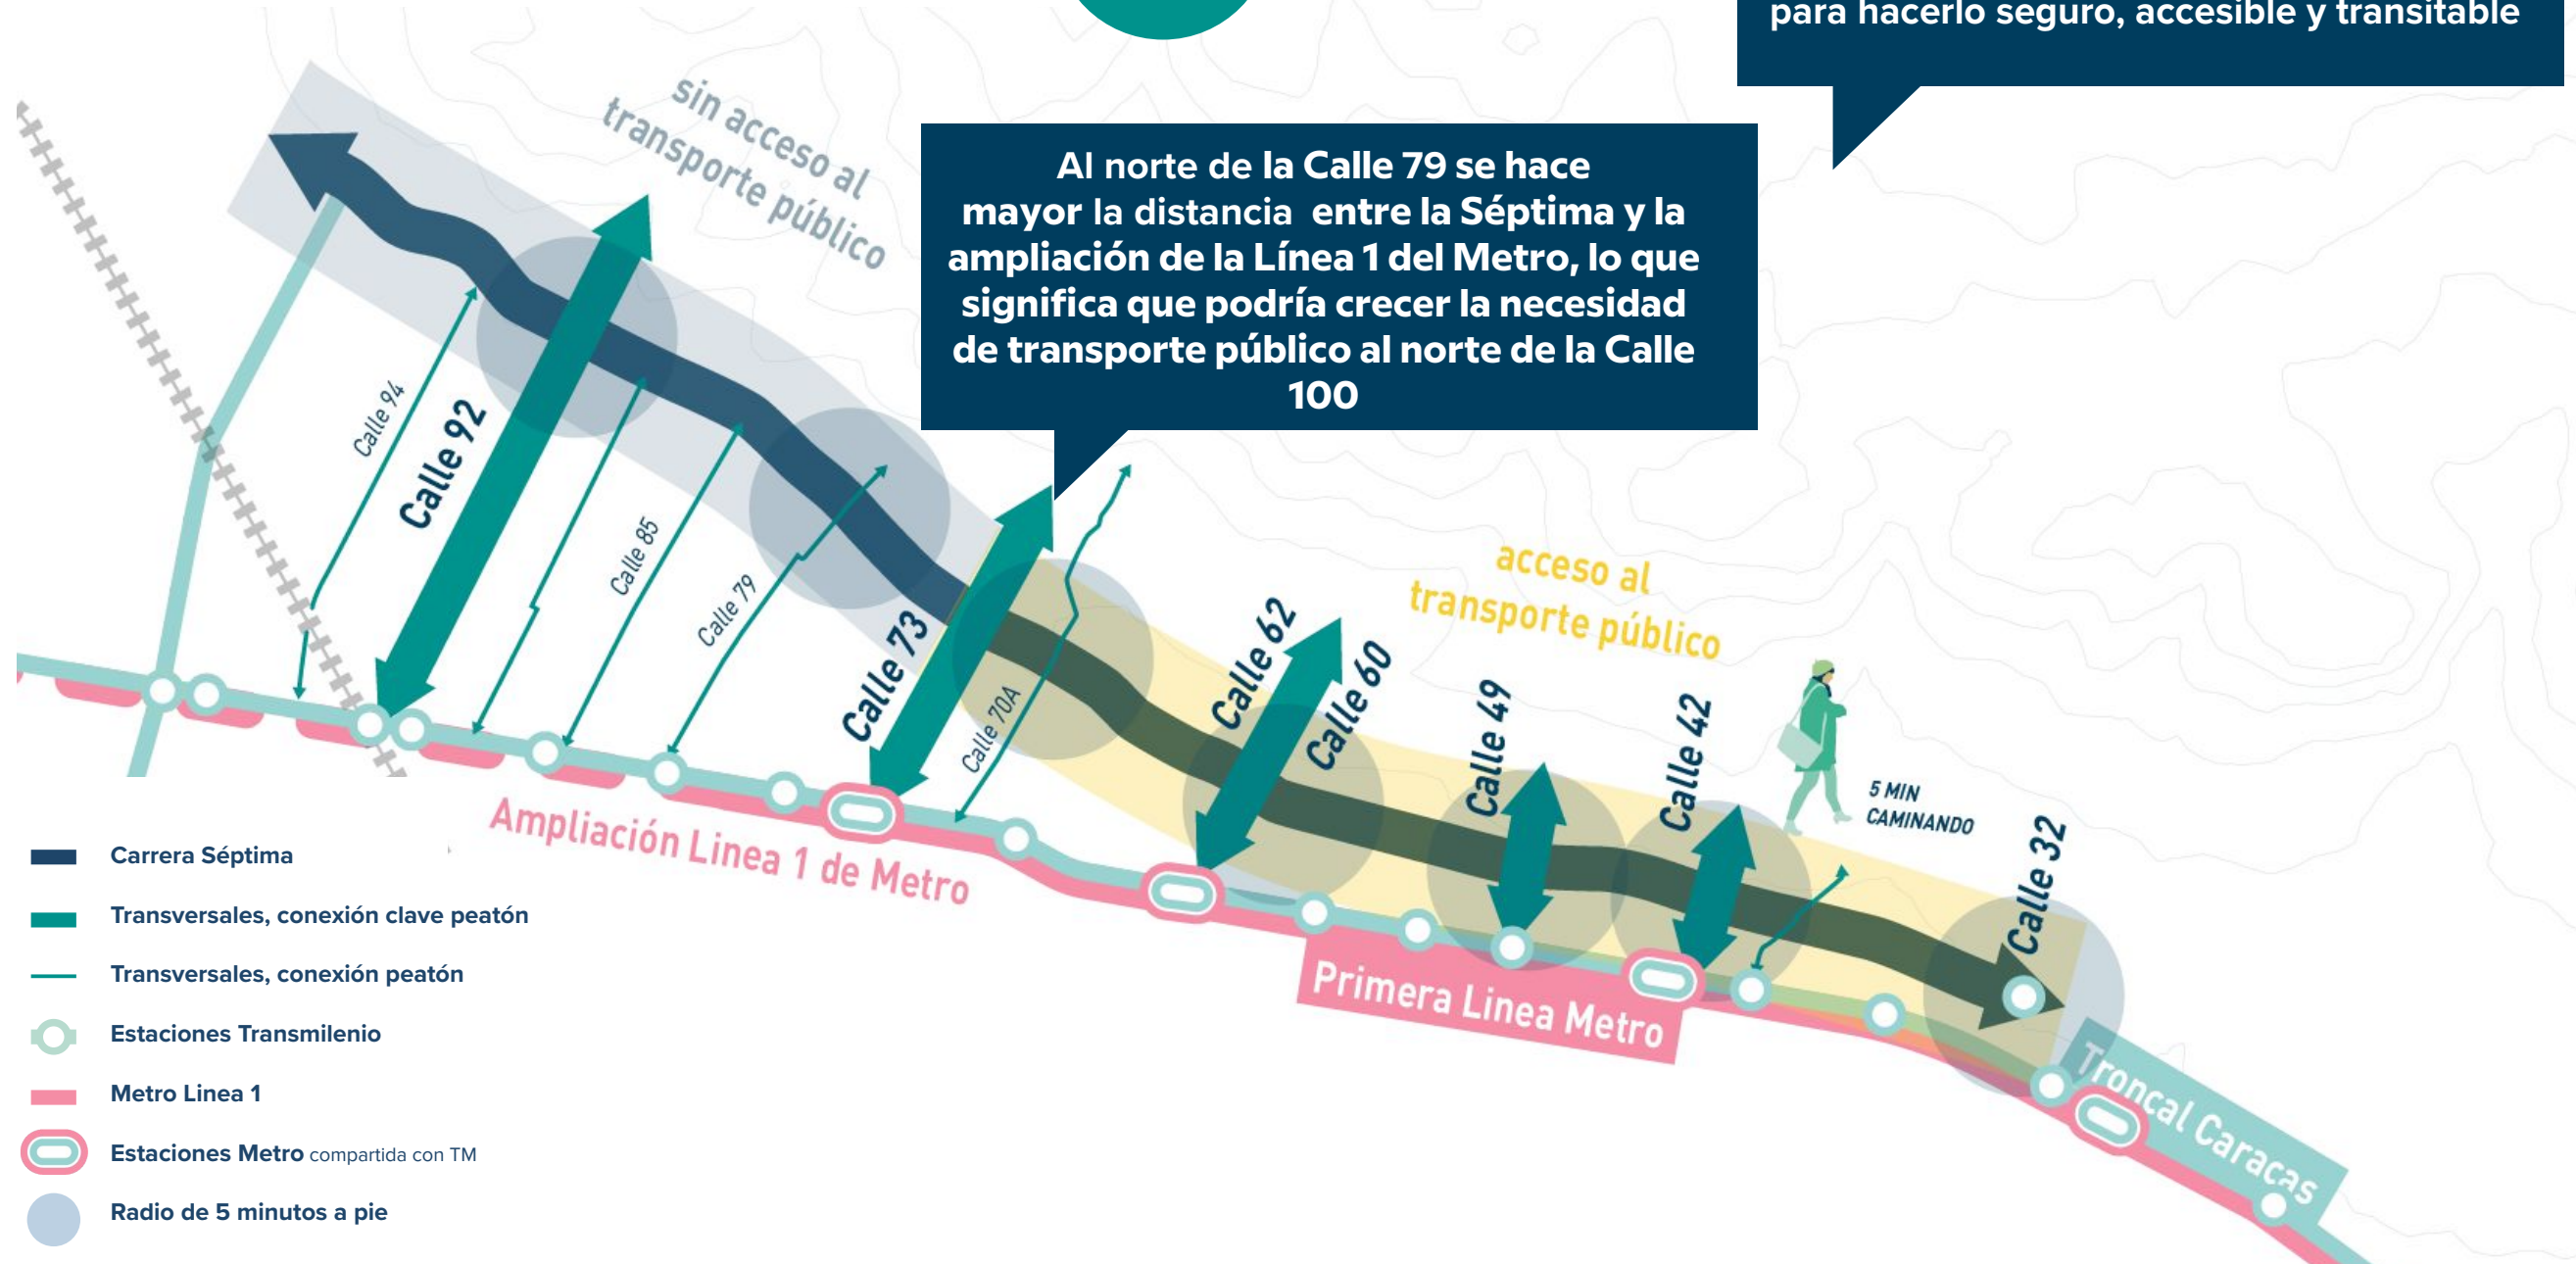 para hacerlo seguro, accesible y transitable
sin acceso al
transporte público
Al norte de la Calle 79 se hace
mayor la distancia entre la Séptima y la
ampliación de la Línea 1 del Metro, lo que
significa que podría crecer la necesidad
de transporte público al norte de la Calle
100
Calle 94
Calle 92
Calle 85
Calle 79
Calle 73
Calle 70A
Calle 62
Calle 60
acceso al
transporte público
Calle 49
Calle 42
5 MIN
CAMINANDO
Calle 32
Ampliación Linea 1 de Metro
Primera Linea Metro
Troncal Caracas
Carrera Séptima
Transversales, conexión clave peatón
Transversales, conexión peatón
Estaciones Transmilenio
Metro Linea 1
Estaciones Metro compartida con TM
Radio de 5 minutos a pie